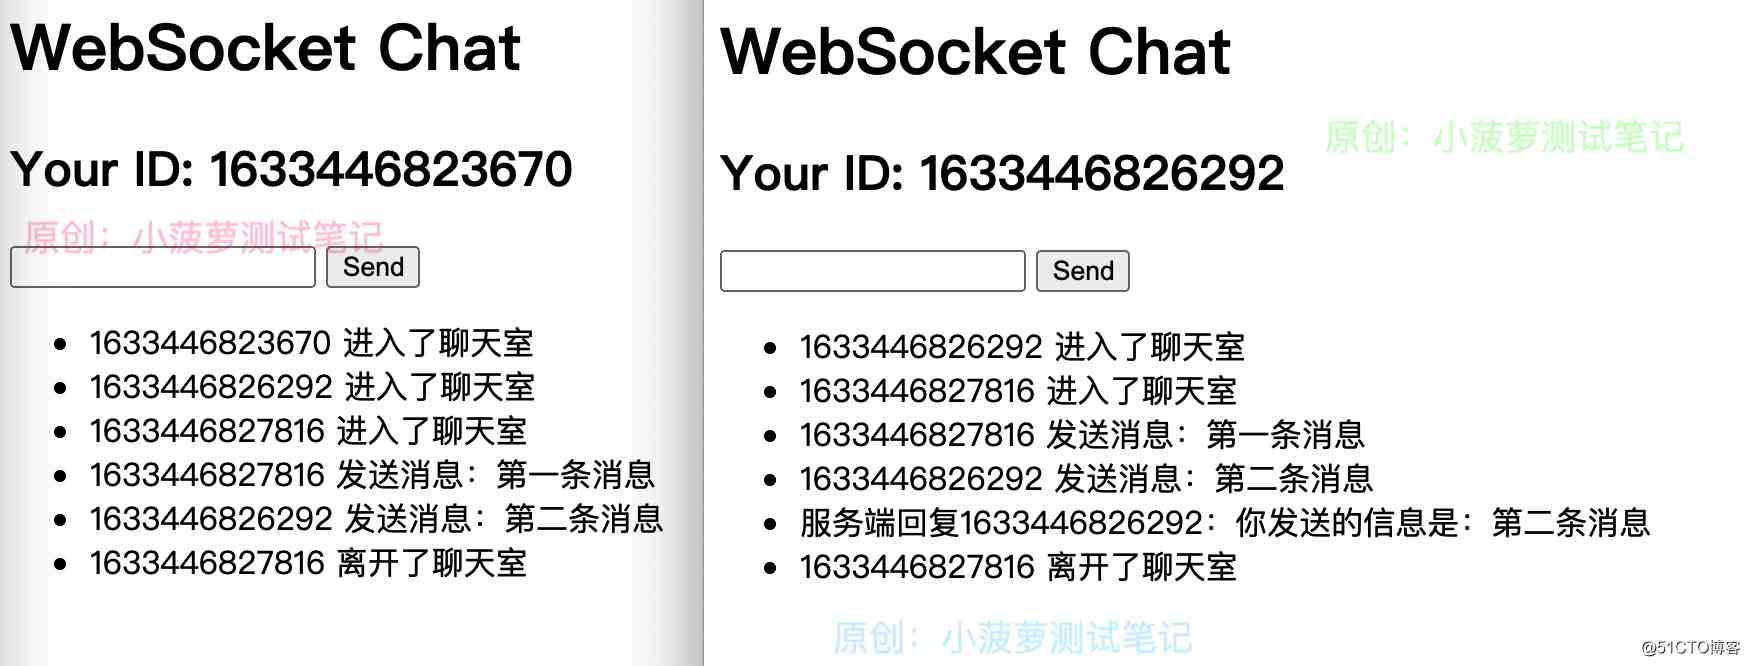 WebSocket Chat
Your ID: 1633446823670
原创：小菠萝测试笔记
Send
1633446823670 进入了聊天室
1633446826292 进入了聊天室
1633446827816 进入了聊天室
1633446827816 发送消息：第一条消息
1633446826292 发送消息：第二条消息
1633446827816 离开了聊天室
WebSocket Chat
原创：小菠萝测试笔记
Your ID: 1633446826292
Send
1633446826292 进入了聊天室
1633446827816 进入了聊天室
1633446827816 发送消息：第一条消息
1633446826292 发送消息：第二条消息
服务端回复1633446826292：你发送的信息是：第二条消息
1633446827816 离开了聊天室
原创：小菠萝测试笔记
@51CTO博客